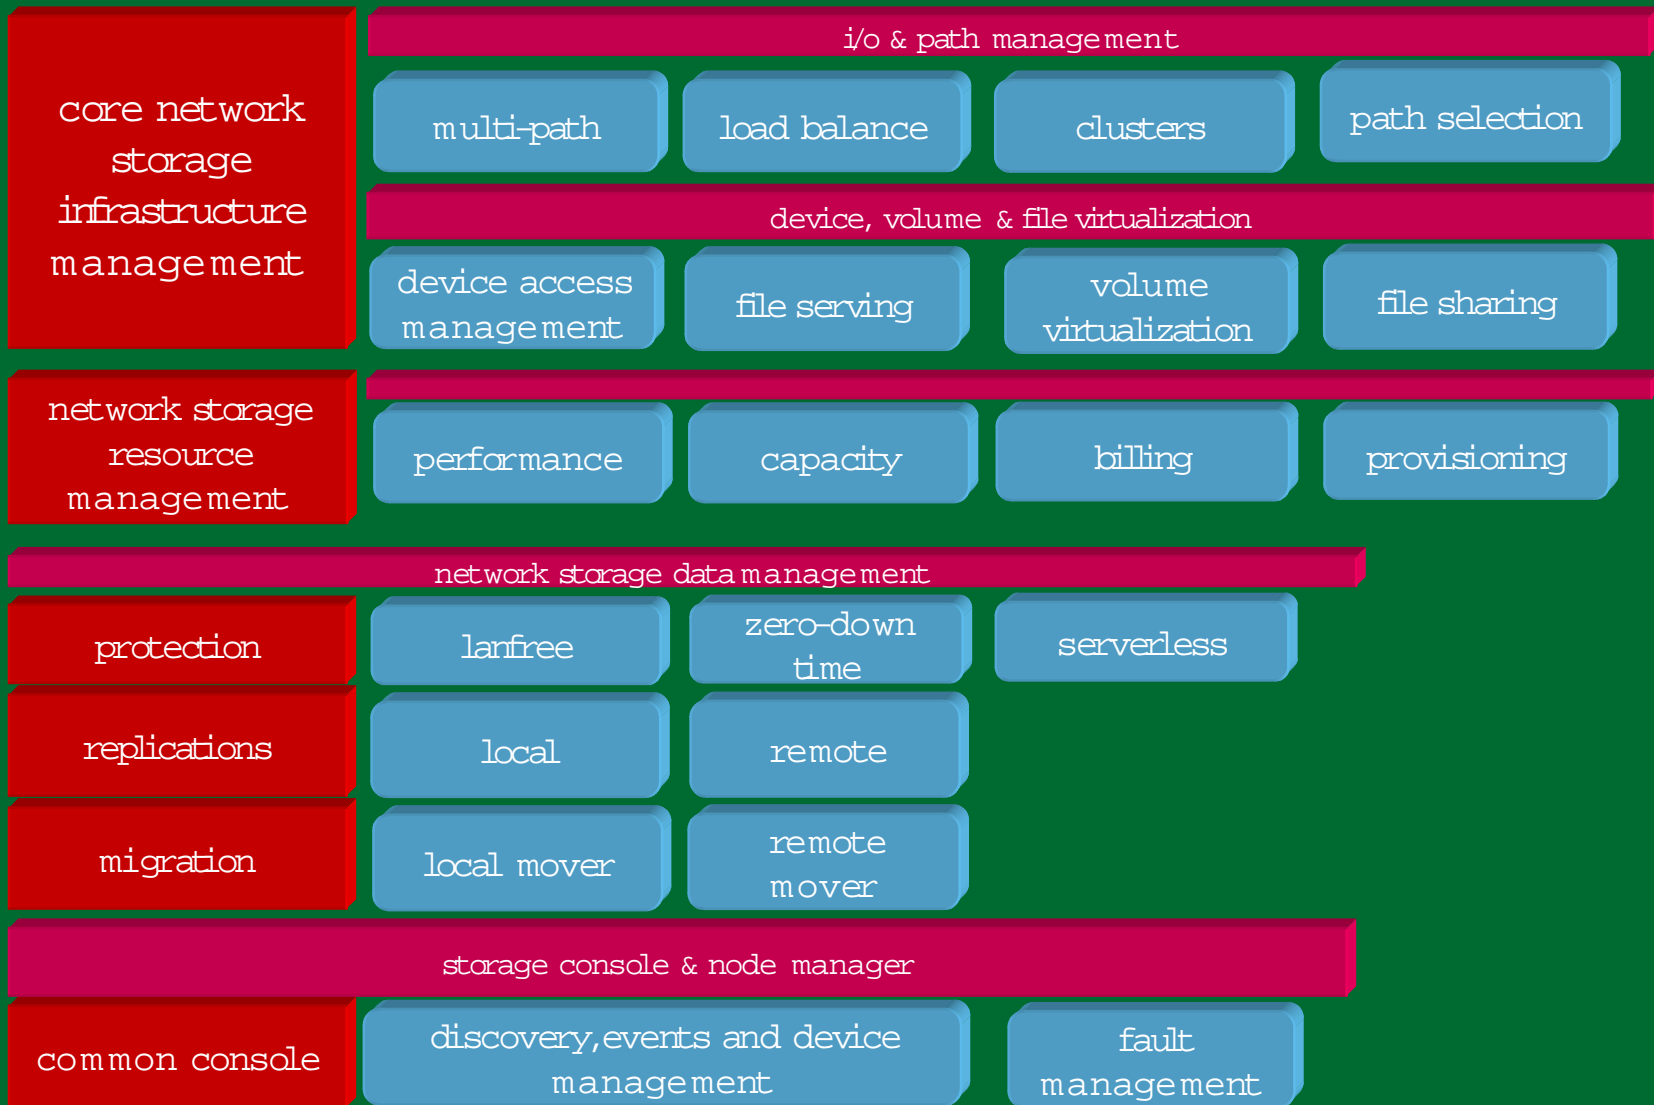 core network
storage
infrastructure
management
i/o & path management
multi-path
load balance
clusters
path selection
device, volume & file virtualization
device access
management
file serving
volume
virtualization
file sharing
network storage
resource
management
performance
capacity
billing
provisioning
network storage data management
protection
lanfree
zero-down
time
serverless
replications
local
remote
migration
local mover
remote
mover
storage console & node manager
common console
discovery,events and device
management
fault
management